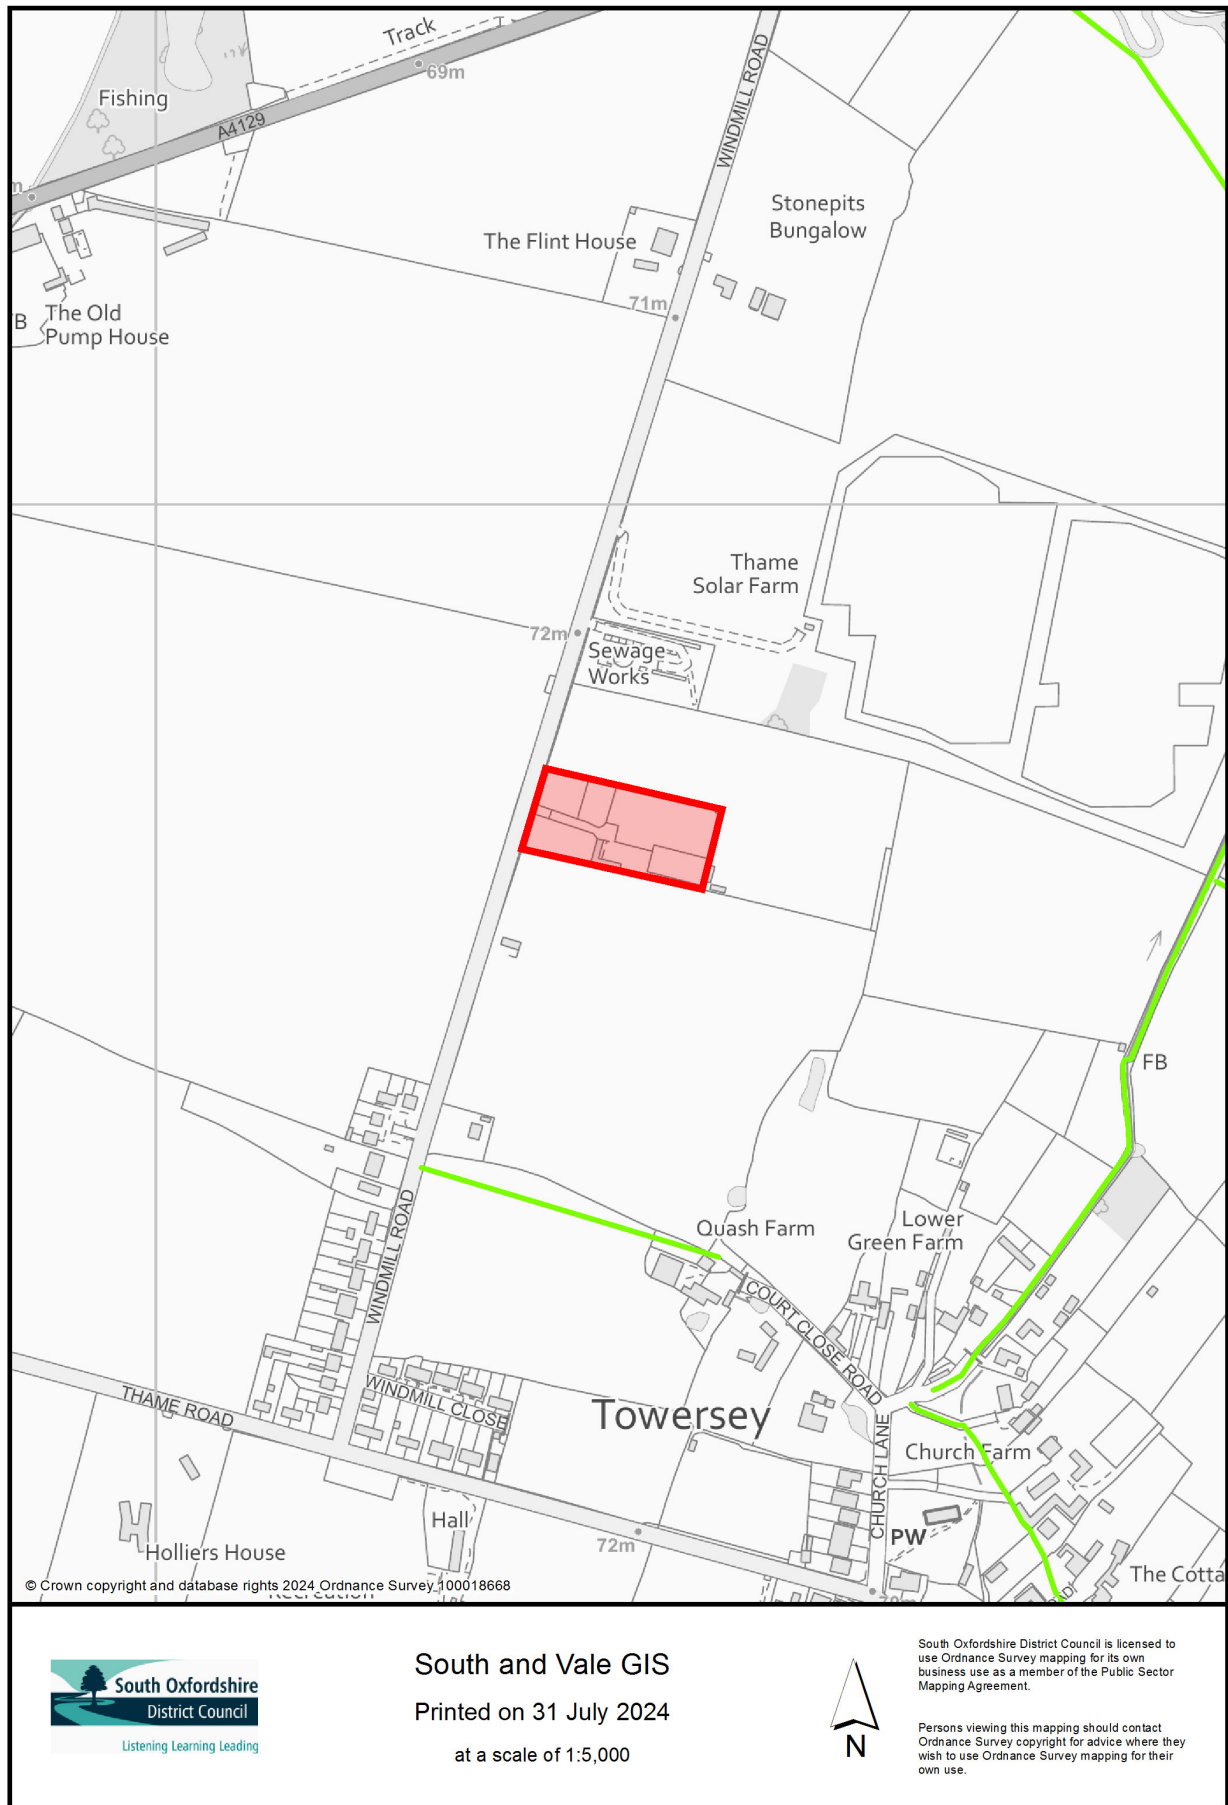 Track
69m
Fishing
A4129
WINDMILL ROAD
Stonepits
Bungalow
The Flint House
71m
B
The Old
Pump House
Thame
Solar Farm
72m
Sewage
Works
FB
Quash Farm
Lower
Green Farm
WINDMILL ROAD
COURT CLOSE ROAD
WINDMILL CLOSE
THAME ROAD
Towersey
CHURCH LANE
Church Farm
Hall
PW
72m
Holliers House
The Cotta
© Crown copyright and database rights 2024 Ordnance Survey 100018668
South Oxfordshire
District Council
Listening Learning Leading
South and Vale GIS
Printed on 31 July 2024
at a scale of 1:5,000
N
South Oxfordshire District Council is licensed to
use Ordnance Survey mapping for its own
business use as a member of the Public Sector
Mapping Agreement.
Persons viewing this mapping should contact
Ordnance Survey copyright for advice where they
wish to use Ordnance Survey mapping for their
own use.